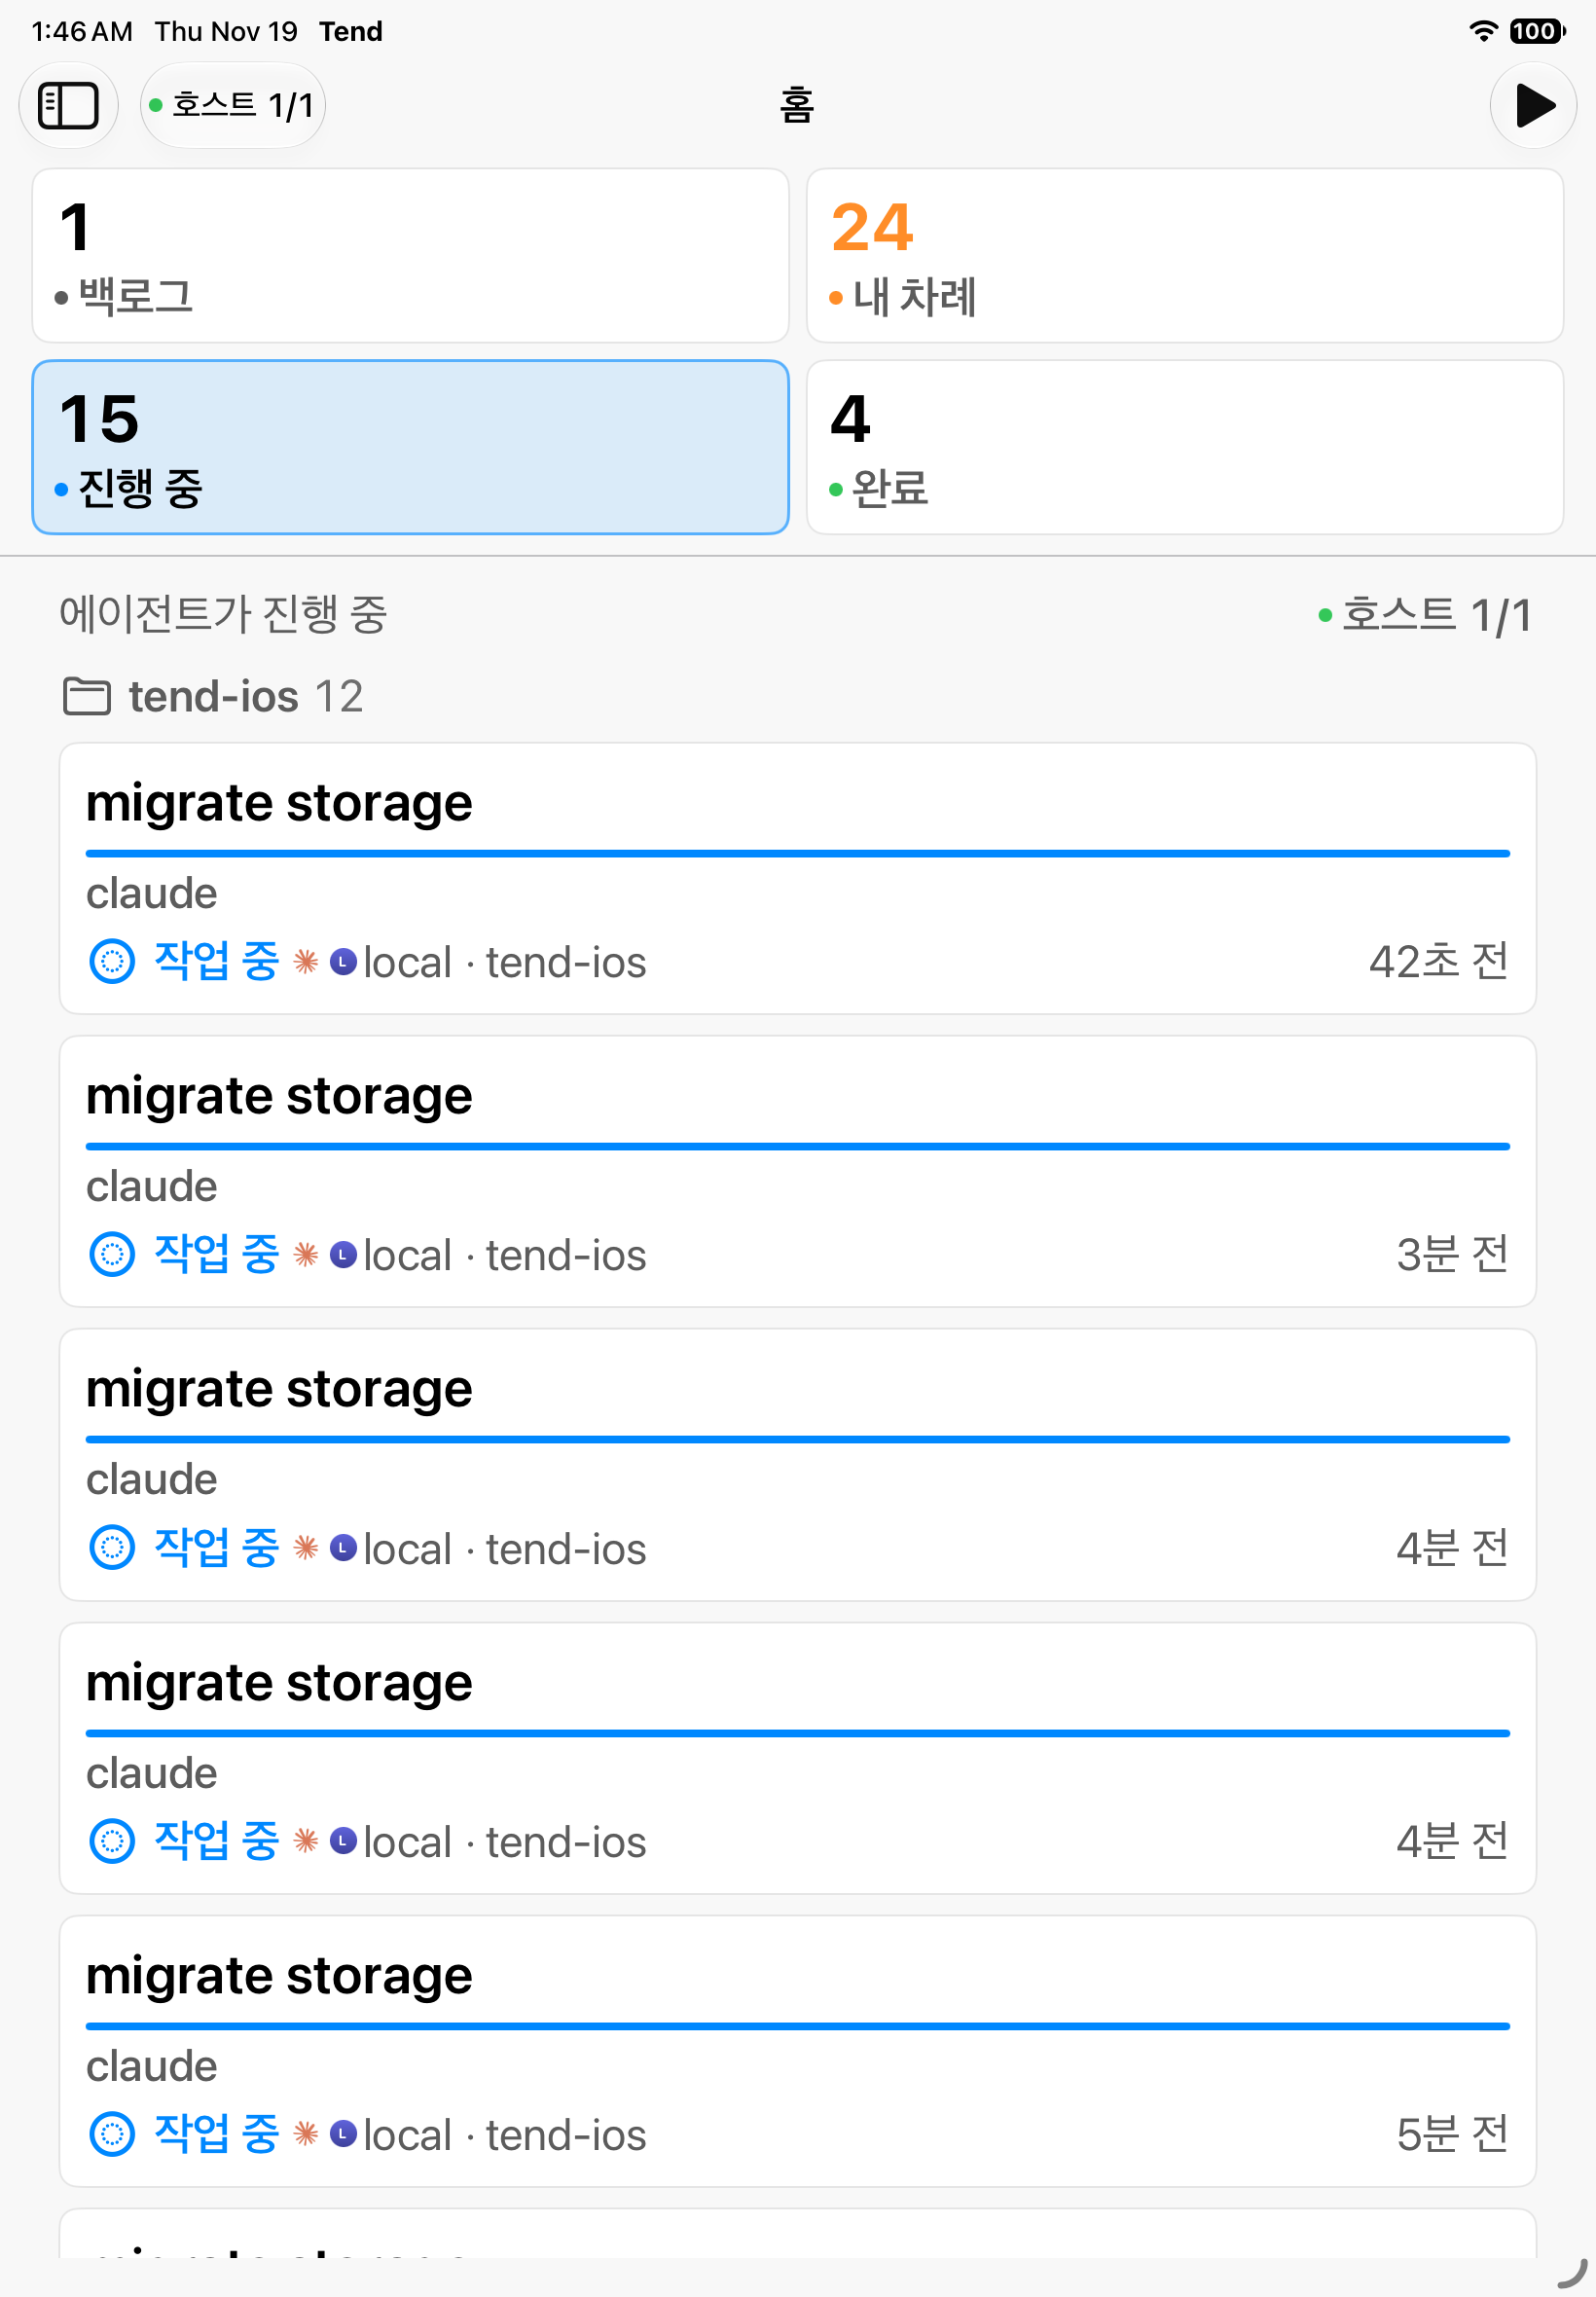 1:46 AM Thu Nov 19 Tend 100
호스트 1/1
홈
1
백로그
24
내 차례
15
진행 중
4
완료
에이전트가 진행 중
호스트 1/1
tend-ios 12
migrate storage
claude
작업 중 L local · tend-ios 42초 전
migrate storage
claude
작업 중 L local · tend-ios 3분 전
migrate storage
claude
작업 중 L local · tend-ios 4분 전
migrate storage
claude
작업 중 L local · tend-ios 4분 전
migrate storage
claude
작업 중 L local · tend-ios 5분 전
migrate storage